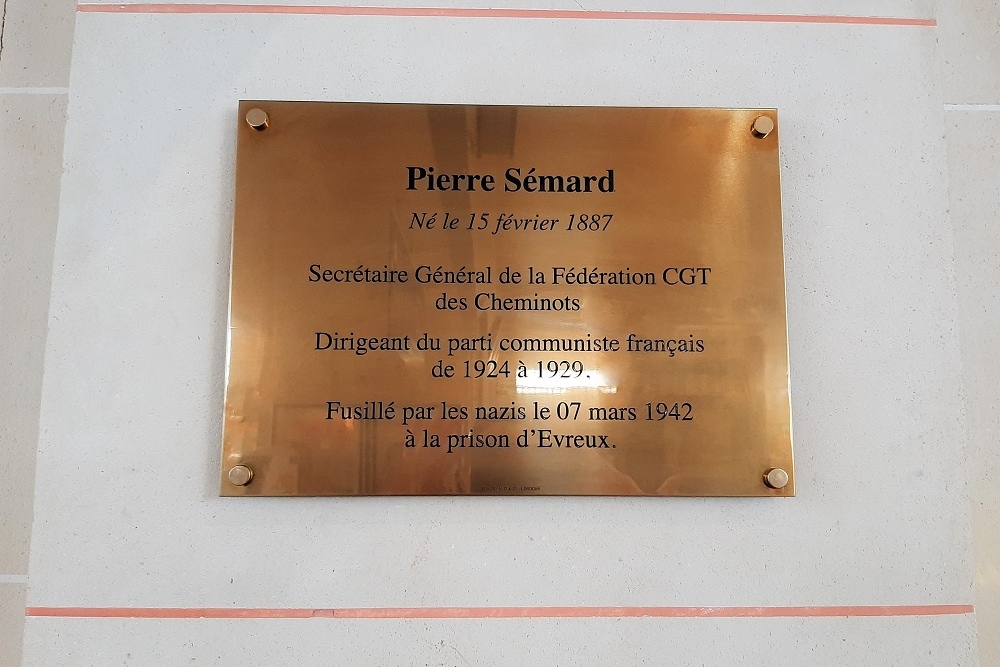 Pierre Sémard
Né le 15 février 1887
Secrétaire Général de la Fédération CGT
des Cheminots
Dirigeant du parti communiste français
de 1924 à 1929.
Fusillé par les nazis le 07 mars 1942
à la prison d'Evreux.